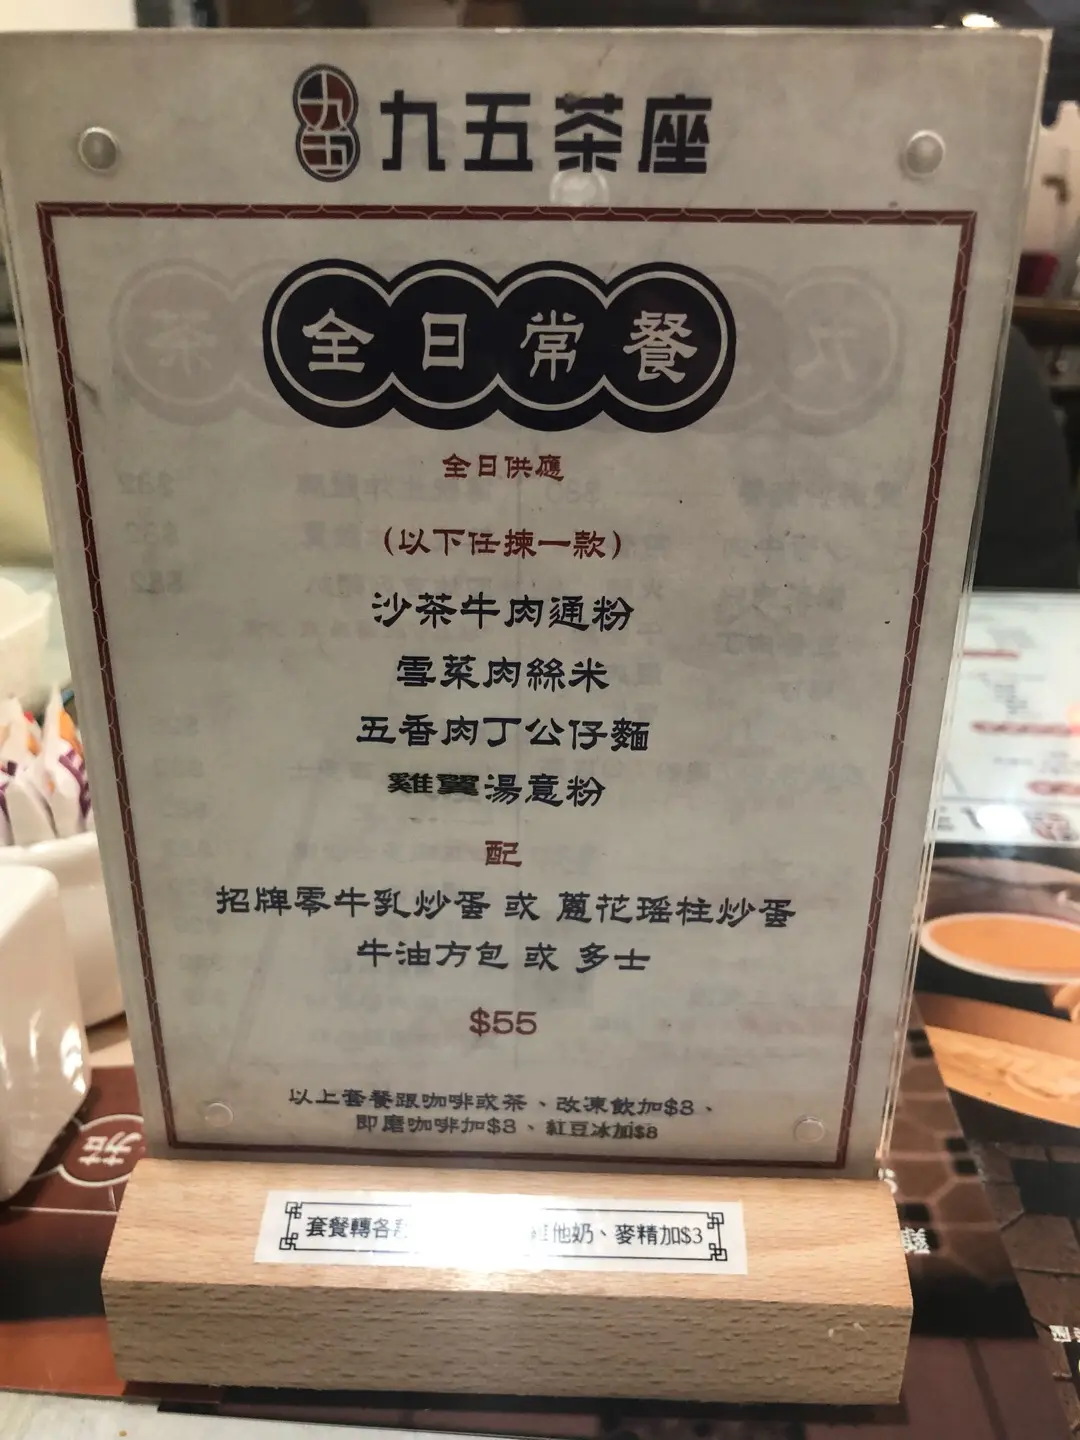 九五 九五茶座
全日常餐
全日供應
(以下任揀一款)
沙茶牛肉通粉
雪菜肉絲米
五香肉丁公仔麵
雞翼湯意粉
配
招牌零牛乳炒蛋 或 蔥花瑤柱炒蛋
牛油方包 或 多士
$55
以上套餐跟咖啡或茶、改凍飲加$3、
即磨咖啡加$3、紅豆冰加$8
套餐轉各 維他奶、麥精加$3